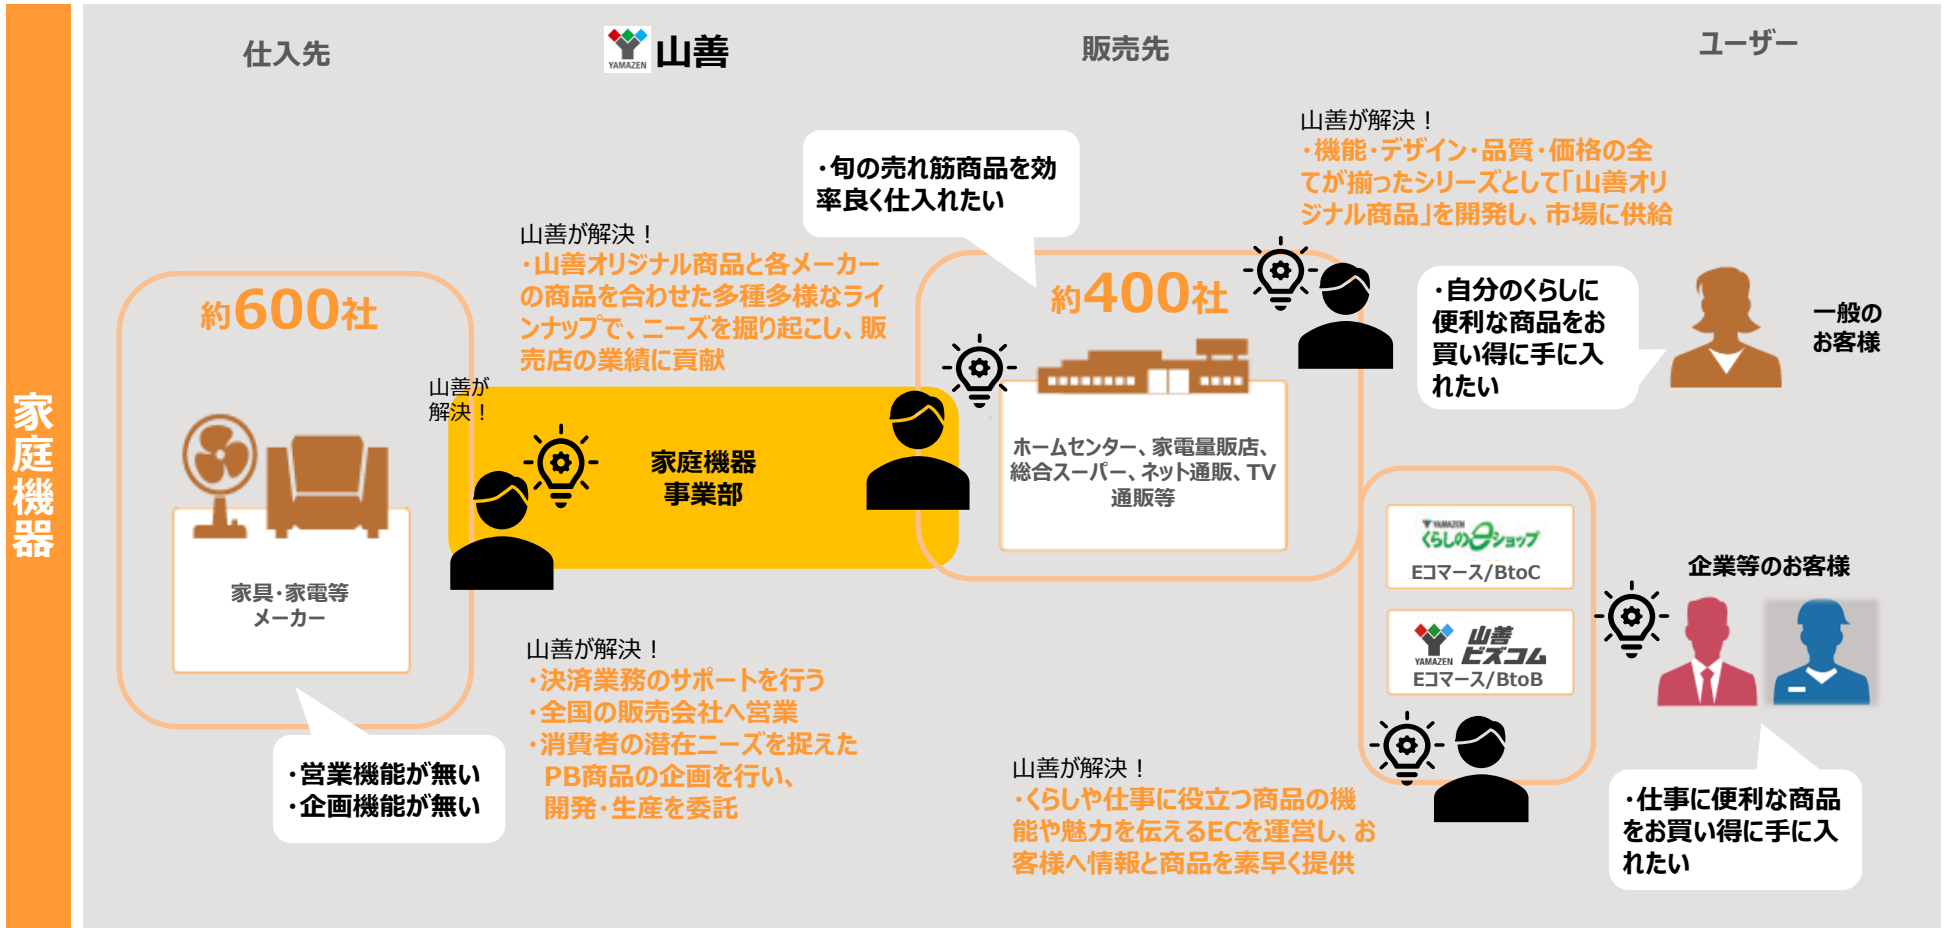 家庭機器
仕入先
YAMAZEN
山善
販売先
ユーザー
約600社
家具・家電等
メーカー
・営業機能が無い
・企画機能が無い
山善が
解決！
山善が解決！
・山善オリジナル商品と各メーカー
の商品を合わせた多種多様なライ
ンナップで、ニーズを掘り起こし、販
売店の業績に貢献
家庭機器
事業部
山善が解決！
・決済業務のサポートを行う
・全国の販売会社へ営業
・消費者の潜在ニーズを捉えた
PB商品の企画を行い、
開発・生産を委託
・旬の売れ筋商品を効
率良く仕入れたい
約400社
ホームセンター、家電量販店、
総合スーパー、ネット通販、TV
通販等
山善が解決！
・機能・デザイン・品質・価格の全
てが揃ったシリーズとして「山善オリ
ジナル商品」を開発し、市場に供給
・自分のくらしに
便利な商品をお
買い得に手に入
れたい
一般の
お客様
YAMAZEN
くらしのeショップ
Eコマース/BtoC
YAMAZEN
山善
ビズコム
Eコマース/BtoB
山善が解決！
・くらしや仕事に役立つ商品の機
能や魅力を伝えるECを運営し、お
客様へ情報と商品を素早く提供
企業等のお客様
・仕事に便利な商品
をお買い得に手に入
れたい